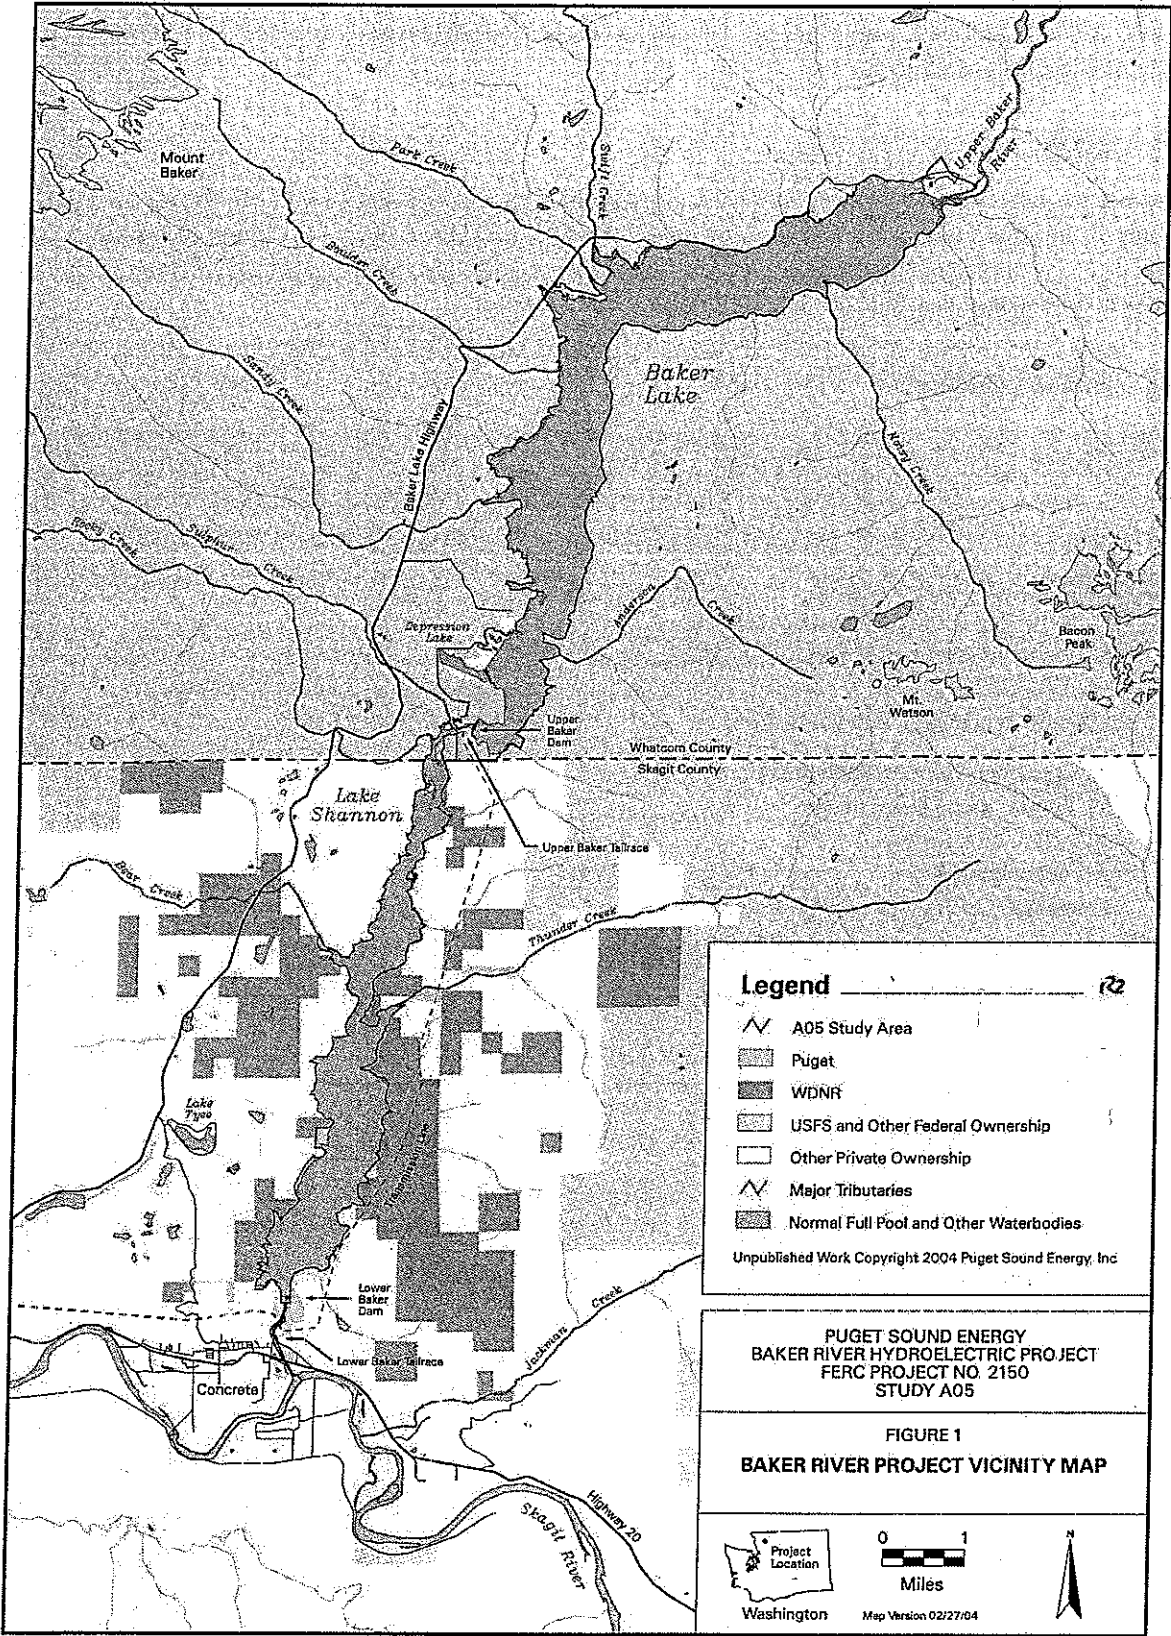 Mount
Baker
Park Creek
Swift Creek
Upper Baker
River
Boulder Creek
Baker
Lake
Sandy Creek
Baker Lake Highway
Noisy Creek
Rocky Creek
Sulphur
Creek
Depression
Lake
Anderson
Creek
Bacon
Peak
Mt.
Watson
Upper
Baker
Dam
Whatcom County
Skagit County
Lake
Shannon
Upper Baker Tailrace
Bear Creek
Thunder Creek
Lake
Tyee
Transmission Line
Lower
Baker
Dam
Jackman
Creek
Lower Baker Tailrace
Concrete
Highway 20
Skagit River
Legend
R2
A05 Study Area
Puget
WDNR
USFS and Other Federal Ownership
Other Private Ownership
Major Tributaries
Normal Full Pool and Other Waterbodies
Unpublished Work Copyright 2004 Puget Sound Energy, Inc
PUGET SOUND ENERGY
BAKER RIVER HYDROELECTRIC PROJECT
FERC PROJECT NO. 2150
STUDY A05
FIGURE 1
BAKER RIVER PROJECT VICINITY MAP
Project
Location
Washington
0 1
Miles
Map Version 02/27/04
N